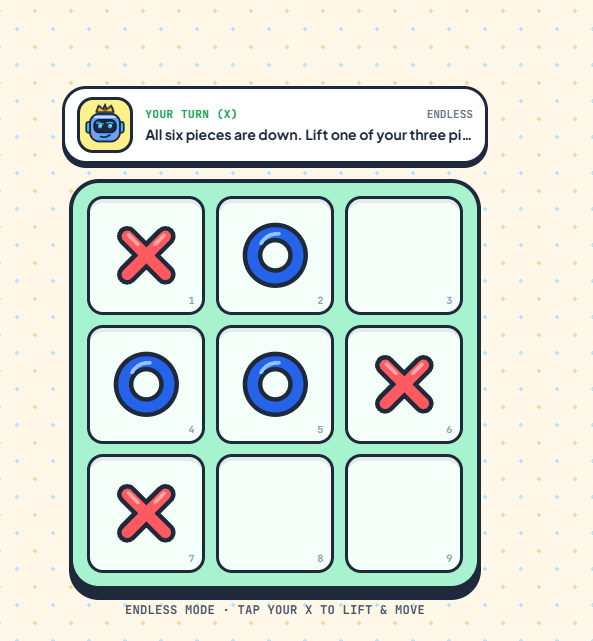 YOUR TURN (X)
ENDLESS
All six pieces are down. Lift one of your three pi…
1
2
3
4
5
6
7
8
9
ENDLESS MODE · TAP YOUR X TO LIFT & MOVE